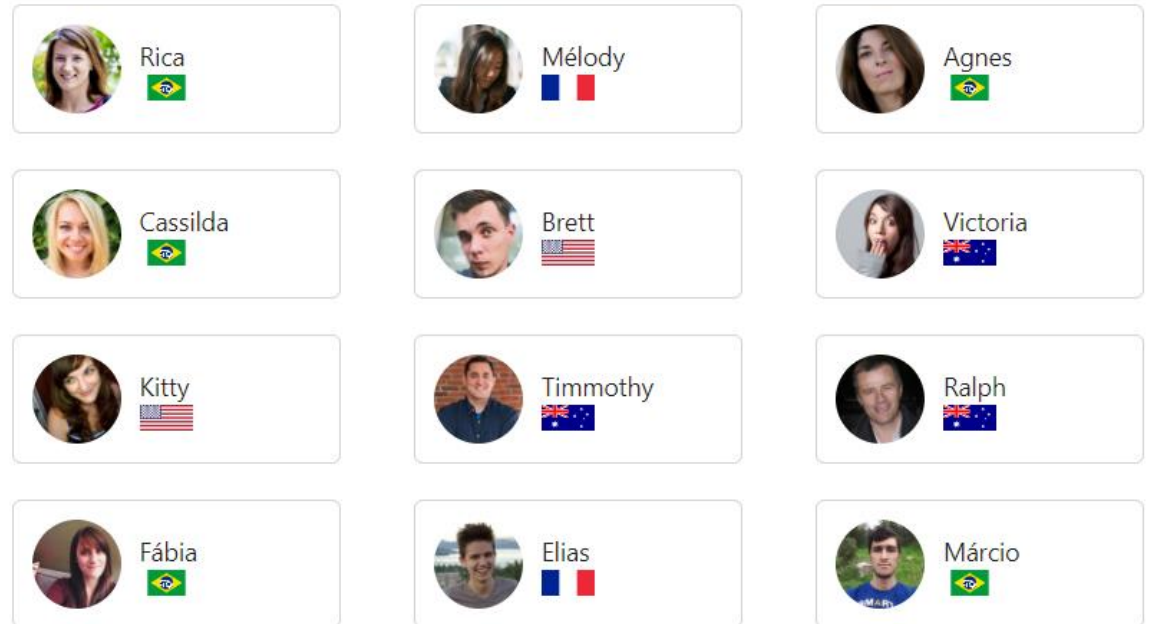 Rica
Mélody
Agnes
Cassilda
Brett
Victoria
Kitty
Timmothy
Ralph
Fábia
Elias
Márcio